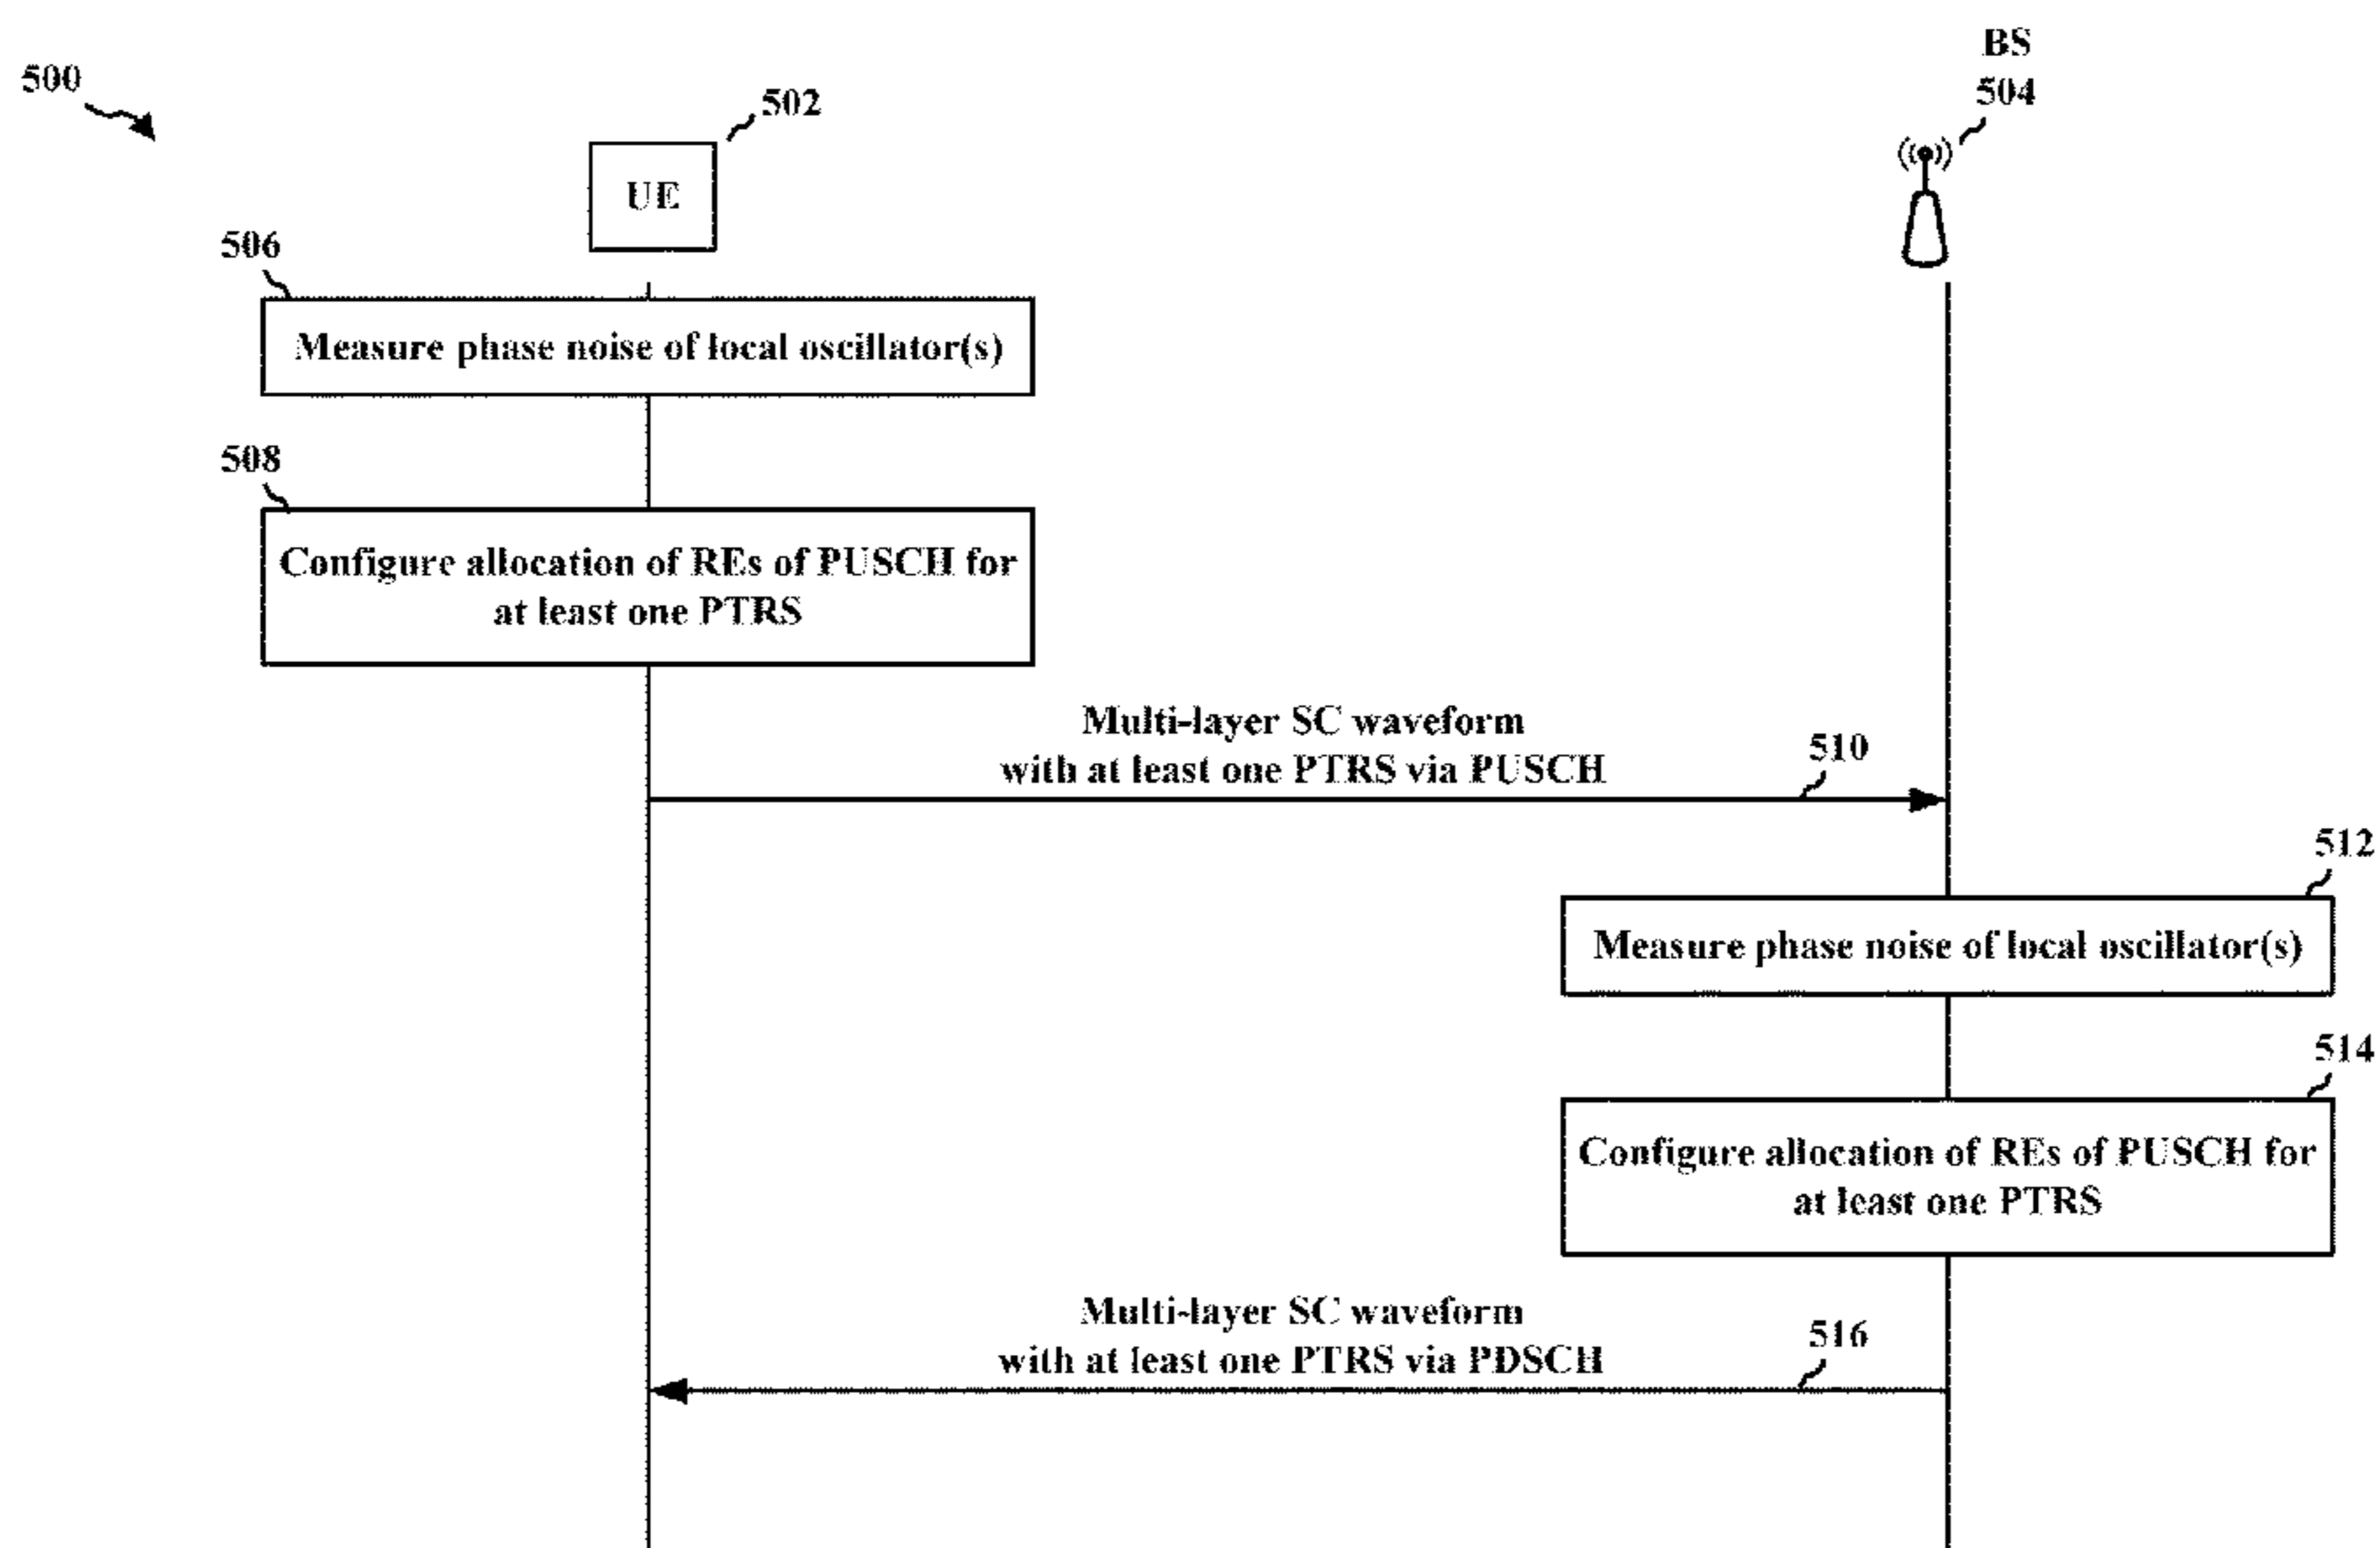 500
BS
504
502
UE
506
Measure phase noise of local oscillator(s)
508
Configure allocation of REs of PUSCH for
at least one PTRS
Multi-layer SC waveform
with at least one PTRS via PUSCH
510
512
Measure phase noise of local oscillator(s)
514
Configure allocation of REs of PUSCH for
at least one PTRS
Multi-layer SC waveform
with at least one PTRS via PDSCH
516